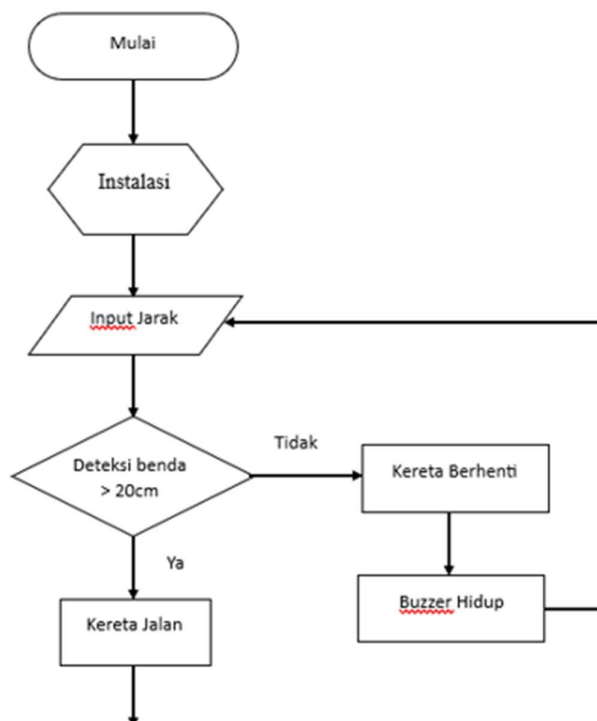 Mulai
Instalasi
Input Jarak
Deteksi benda
> 20cm
Tidak
Kereta Berhenti
Ya
Kereta Jalan
Buzzer Hidup